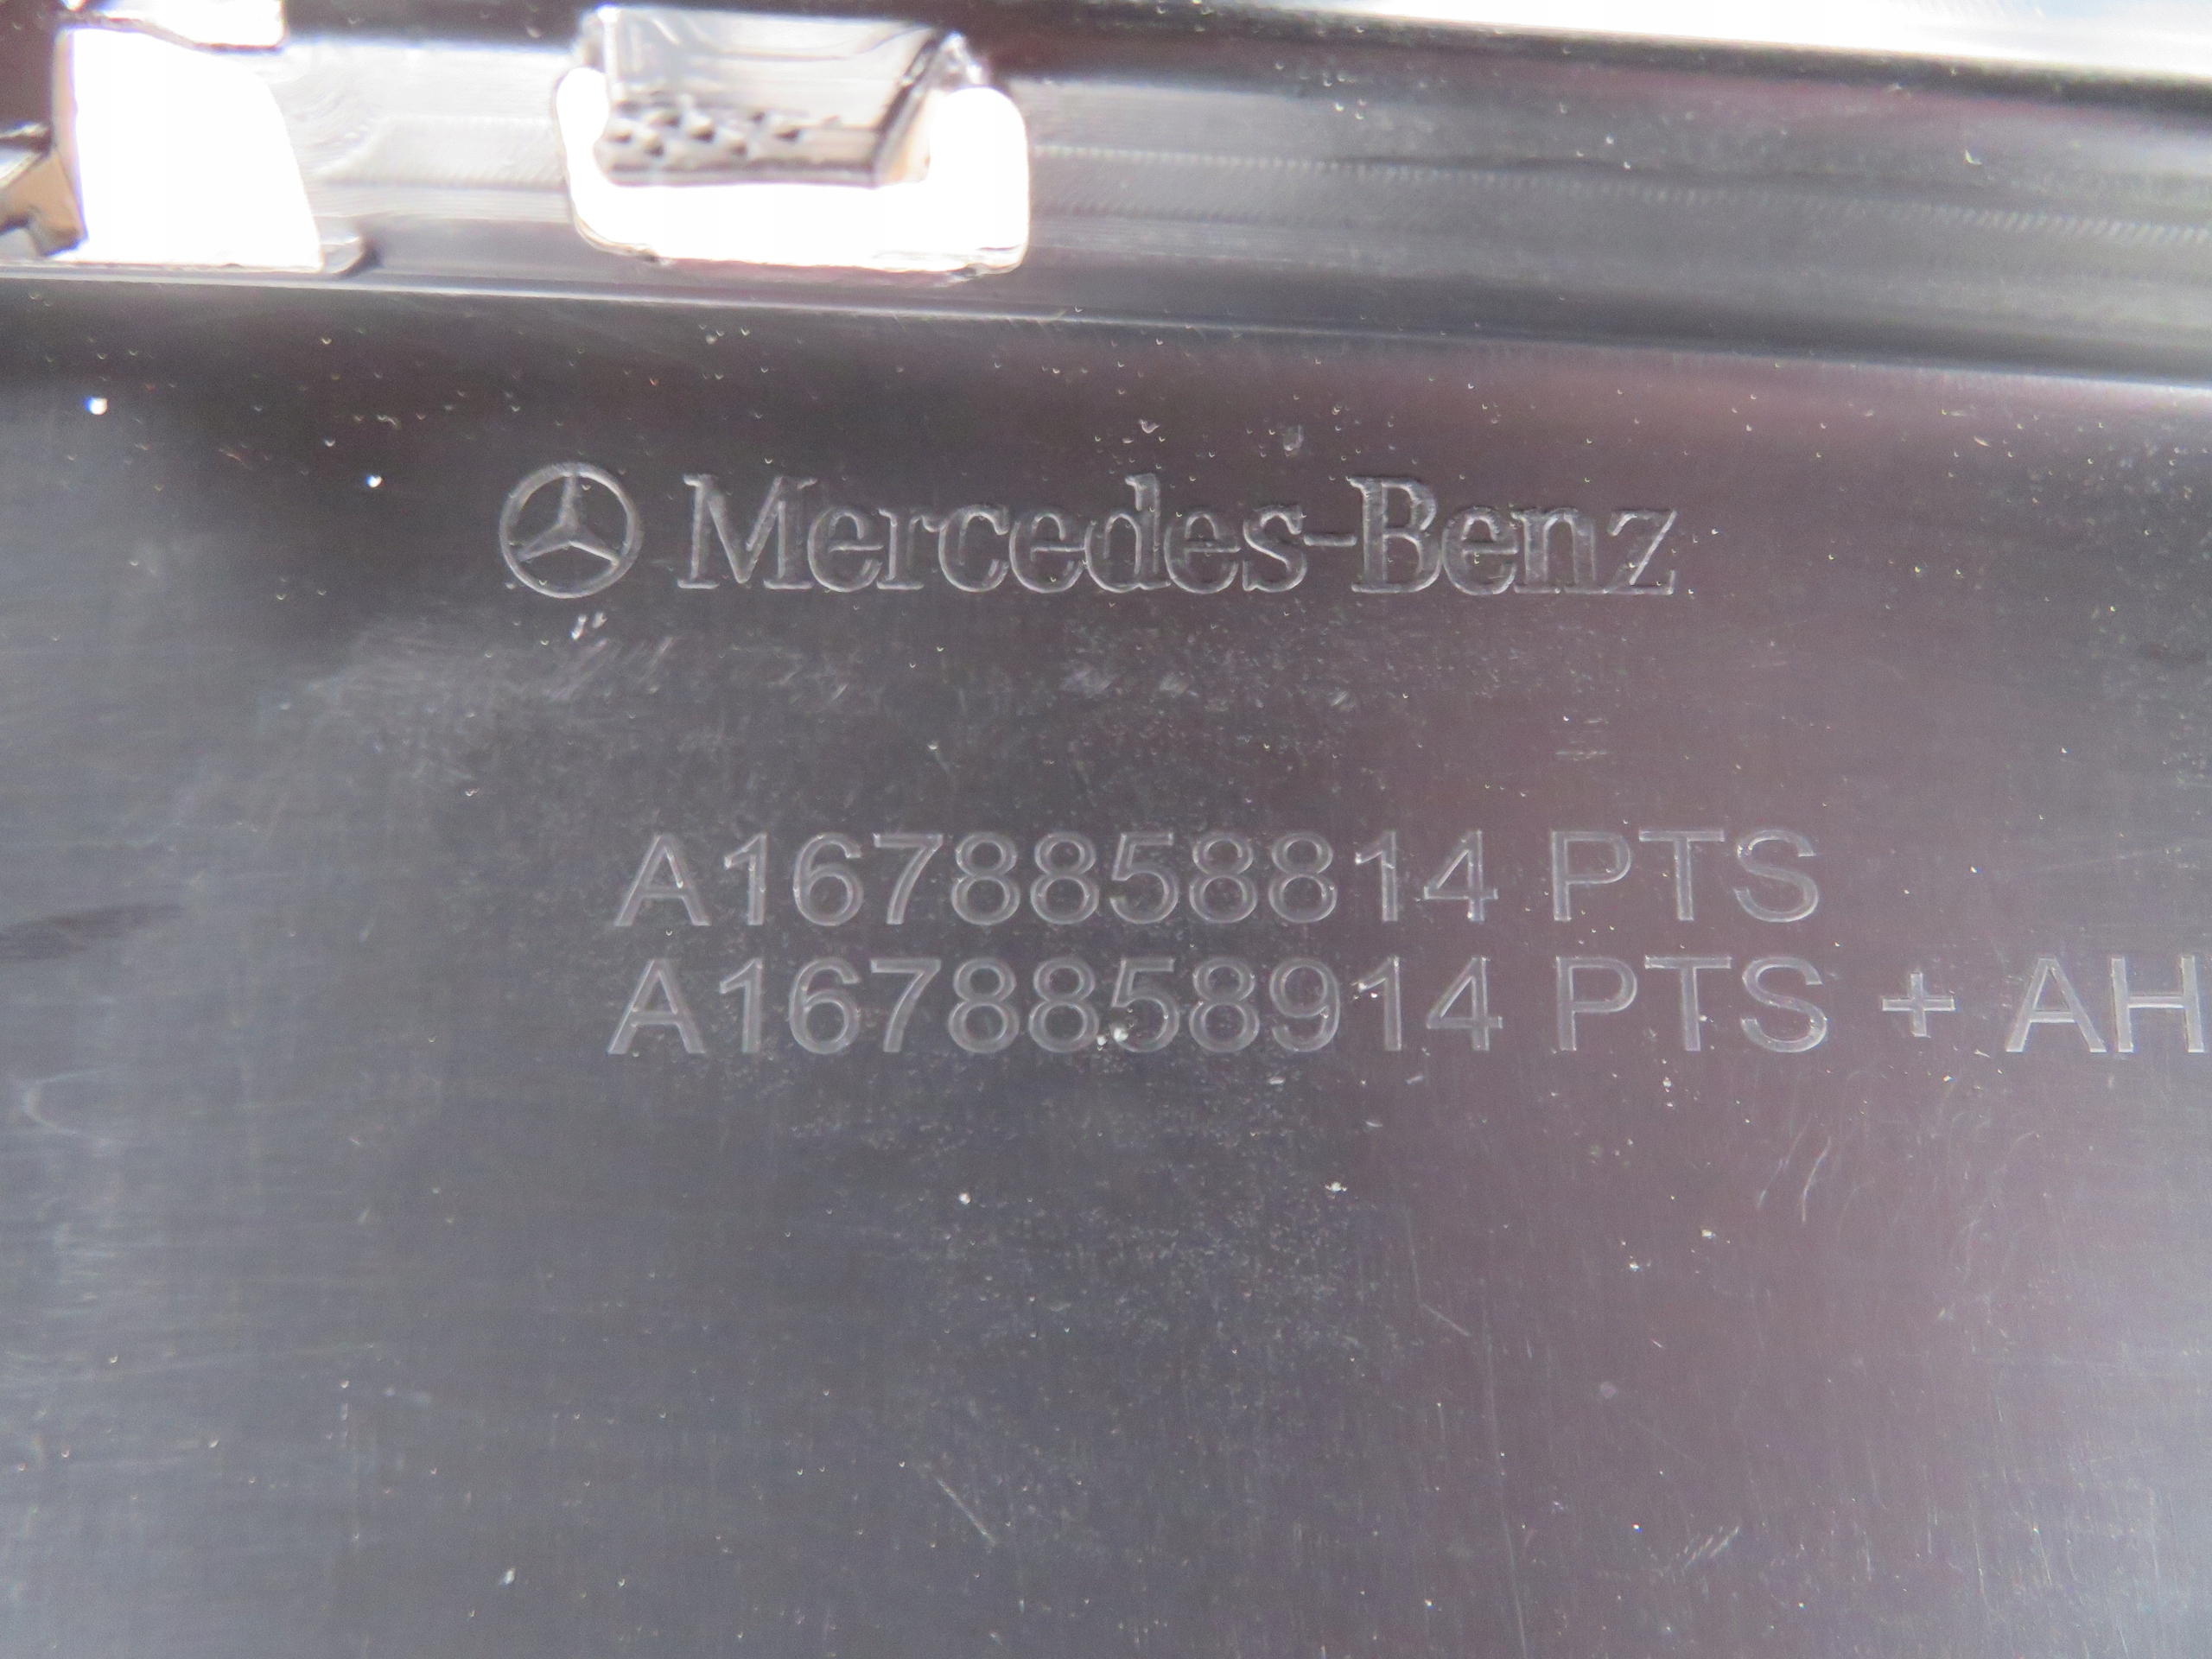 Mercedes-Benz
A1678858814 PTS
A1678858914 PTS + AH